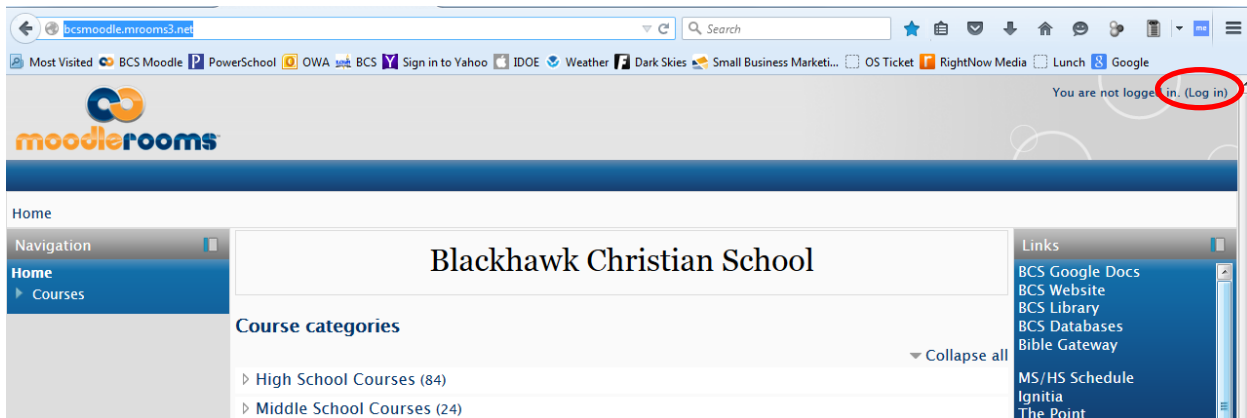 bcsmoodle.mrooms3.net Search me
Most Visited BCS Moodle PowerSchool OWA BCS Sign in to Yahoo IDOE Weather Dark Skies Small Business Marketi... OS Ticket RightNow Media Lunch Google
You are not logged in. (Log in)
moodlerooms
Home
Navigation
Home
Courses
Blackhawk Christian School
Course categories
Collapse all
High School Courses (84)
Middle School Courses (24)
Links
BCS Google Docs
BCS Website
BCS Library
BCS Databases
Bible Gateway
MS/HS Schedule
Ignitia
The Point